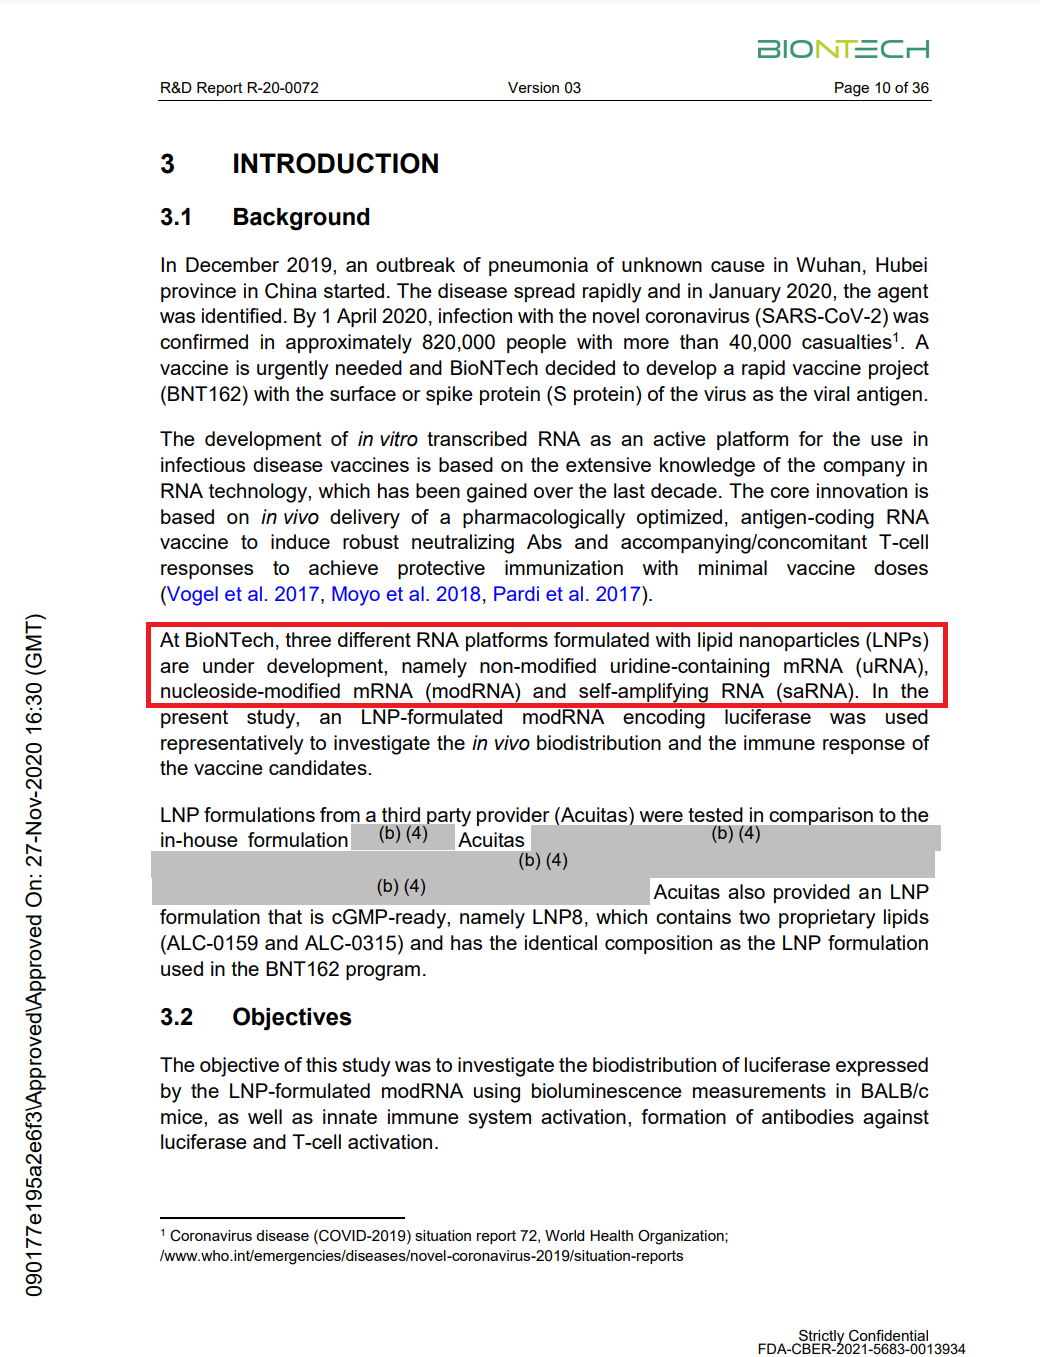 BIONTECH
R&D Report R-20-0072 Version 03 Page 10 of 36
3 INTRODUCTION
3.1 Background
In December 2019, an outbreak of pneumonia of unknown cause in Wuhan, Hubei
province in China started. The disease spread rapidly and in January 2020, the agent
was identified. By 1 April 2020, infection with the novel coronavirus (SARS-CoV-2) was
confirmed in approximately 820,000 people with more than 40,000 casualties¹. A
vaccine is urgently needed and BioNTech decided to develop a rapid vaccine project
(BNT162) with the surface or spike protein (S protein) of the virus as the viral antigen.
The development of in vitro transcribed RNA as an active platform for the use in
infectious disease vaccines is based on the extensive knowledge of the company in
RNA technology, which has been gained over the last decade. The core innovation is
based on in vivo delivery of a pharmacologically optimized, antigen-coding RNA
vaccine to induce robust neutralizing Abs and accompanying/concomitant T-cell
responses to achieve protective immunization with minimal vaccine doses
(Vogel et al. 2017, Moyo et al. 2018, Pardi et al. 2017).
At BioNTech, three different RNA platforms formulated with lipid nanoparticles (LNPs)
are under development, namely non-modified uridine-containing mRNA (uRNA),
nucleoside-modified mRNA (modRNA) and self-amplifying RNA (saRNA). In the
present study, an LNP-formulated modRNA encoding luciferase was used
representatively to investigate the in vivo biodistribution and the immune response of
the vaccine candidates.
LNP formulations from a third party provider (Acuitas) were tested in comparison to the
in-house formulation (b) (4) Acuitas (b) (4)
(b) (4)
(b) (4) Acuitas also provided an LNP
formulation that is cGMP-ready, namely LNP8, which contains two proprietary lipids
(ALC-0159 and ALC-0315) and has the identical composition as the LNP formulation
used in the BNT162 program.
3.2 Objectives
The objective of this study was to investigate the biodistribution of luciferase expressed
by the LNP-formulated modRNA using bioluminescence measurements in BALB/c
mice, as well as innate immune system activation, formation of antibodies against
luciferase and T-cell activation.
¹ Coronavirus disease (COVID-2019) situation report 72, World Health Organization;
/www.who.int/emergencies/diseases/novel-coronavirus-2019/situation-reports
Strictly Confidential
FDA-CBER-2021-5683-0013934
090177e195a2e6f3\Approved\Approved On: 27-Nov-2020 16:30 (GMT)